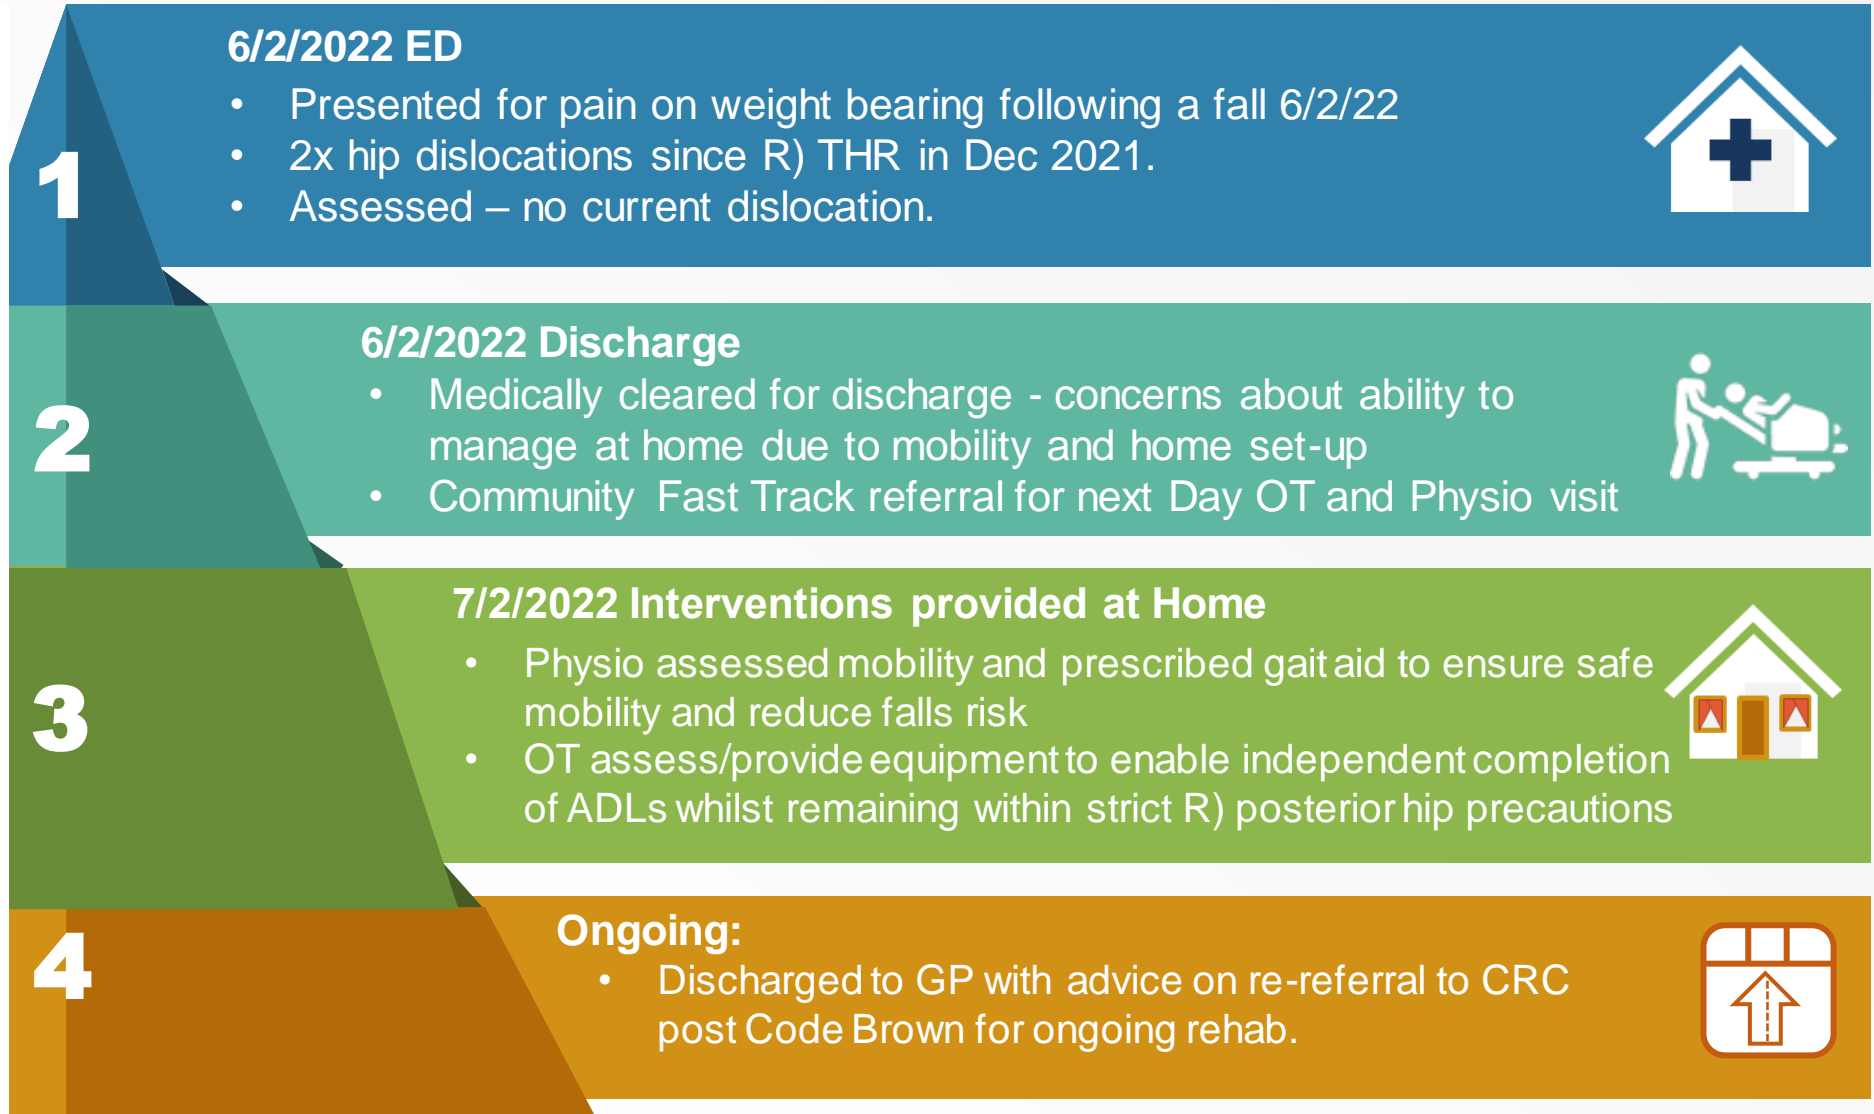 1
6/2/2022 ED
• Presented for pain on weight bearing following a fall 6/2/22
• 2x hip dislocations since R) THR in Dec 2021.
• Assessed – no current dislocation.
2
6/2/2022 Discharge
• Medically cleared for discharge - concerns about ability to
manage at home due to mobility and home set-up
• Community Fast Track referral for next Day OT and Physio visit
3
7/2/2022 Interventions provided at Home
• Physio assessed mobility and prescribed gait aid to ensure safe
mobility and reduce falls risk
• OT assess/provide equipment to enable independent completion
of ADLs whilst remaining within strict R) posterior hip precautions
4
Ongoing:
• Discharged to GP with advice on re-referral to CRC
post Code Brown for ongoing rehab.